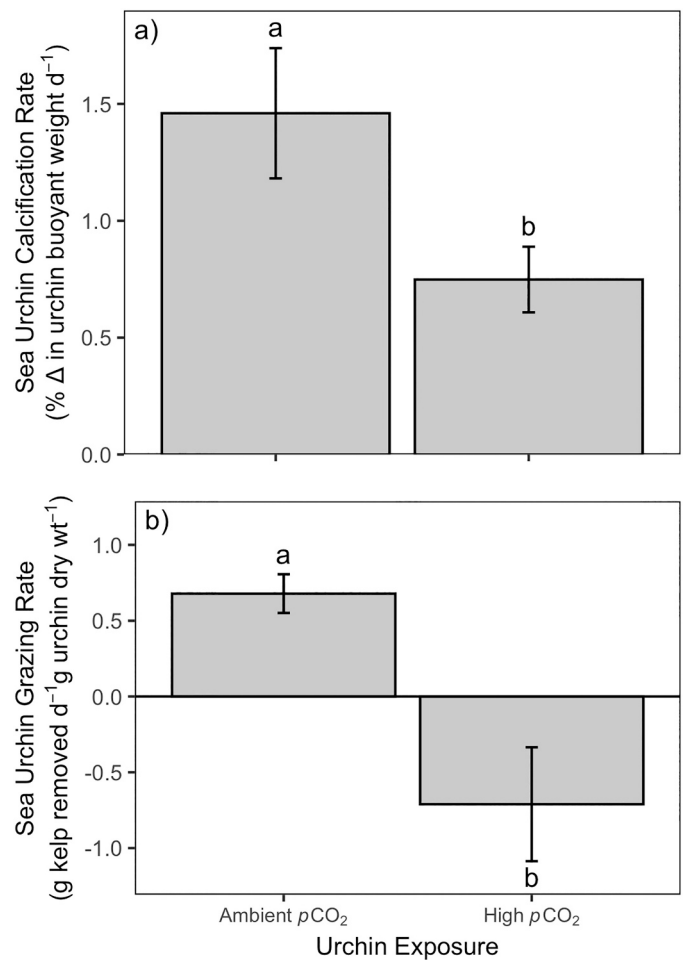 a)
a
b
Sea Urchin Calcification Rate
(% Δ in urchin buoyant weight d⁻¹)
1.5
1.0
0.5
0.0
b)
a
b
Sea Urchin Grazing Rate
(g kelp removed d⁻¹g urchin dry wt⁻¹)
1.0
0.5
0.0
-0.5
-1.0
Ambient pCO₂
High pCO₂
Urchin Exposure